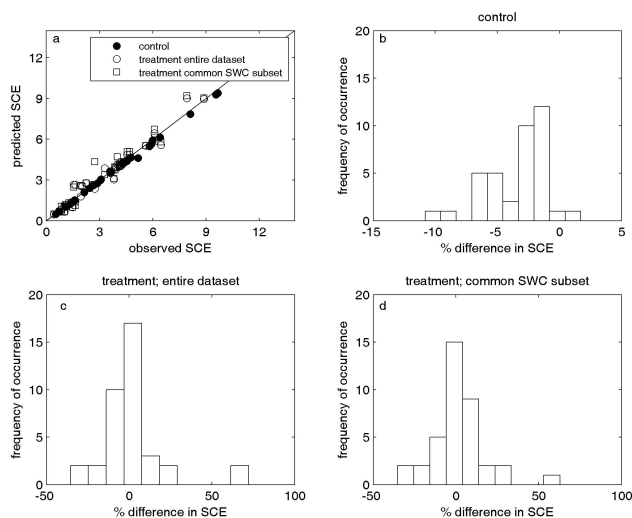 control
a
control
treatment entire dataset
treatment common SWC subset
predicted SCE
12
9
6
3
0
0 3 6 9 12
observed SCE
b
frequency of occurrence
20
15
10
5
0
-15 -10 -5 0 5
% difference in SCE
treatment; entire dataset
c
frequency of occurrence
20
15
10
5
0
-50 0 50 100
% difference in SCE
treatment; common SWC subset
d
frequency of occurrence
20
15
10
5
0
-50 0 50 100
% difference in SCE